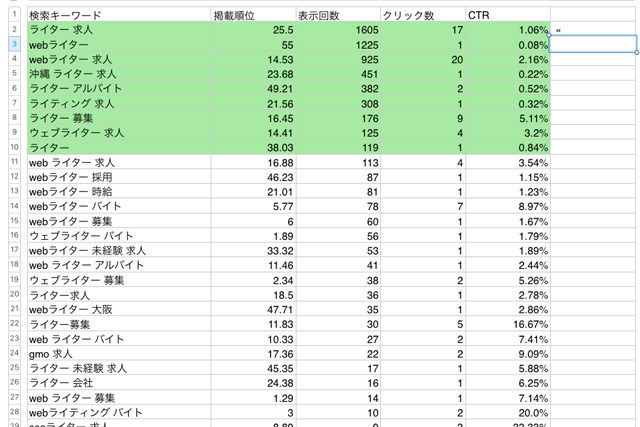 1 検索キーワード 掲載順位 表示回数 クリック数 CTR
2 ライター 求人 25.5 1605 17 1.06% «
3 webライター 55 1225 1 0.08%
4 webライター 求人 14.53 925 20 2.16%
5 沖縄 ライター 求人 23.68 451 1 0.22%
6 ライター アルバイト 49.21 382 2 0.52%
7 ライティング 求人 21.56 308 1 0.32%
8 ライター 募集 16.45 176 9 5.11%
9 ウェブライター 求人 14.41 125 4 3.2%
10 ライター 38.03 119 1 0.84%
11 web ライター 求人 16.88 113 4 3.54%
12 webライター 採用 46.23 87 1 1.15%
13 webライター 時給 21.01 81 1 1.23%
14 webライター バイト 5.77 78 7 8.97%
15 webライター 募集 6 60 1 1.67%
16 ウェブライター バイト 1.89 56 1 1.79%
17 webライター 未経験 求人 33.32 53 1 1.89%
18 web ライター アルバイト 11.46 41 1 2.44%
19 ウェブライター 募集 2.34 38 2 5.26%
20 ライター求人 18.5 36 1 2.78%
21 webライター 大阪 47.71 35 1 2.86%
22 ライター募集 11.83 30 5 16.67%
23 web ライター バイト 10.33 27 2 7.41%
24 gmo 求人 17.36 22 2 9.09%
25 ライター 未経験 求人 45.35 17 1 5.88%
26 ライター 会社 24.38 16 1 6.25%
27 web ライター 募集 1.29 14 1 7.14%
28 webライティング バイト 3 10 2 20.0%